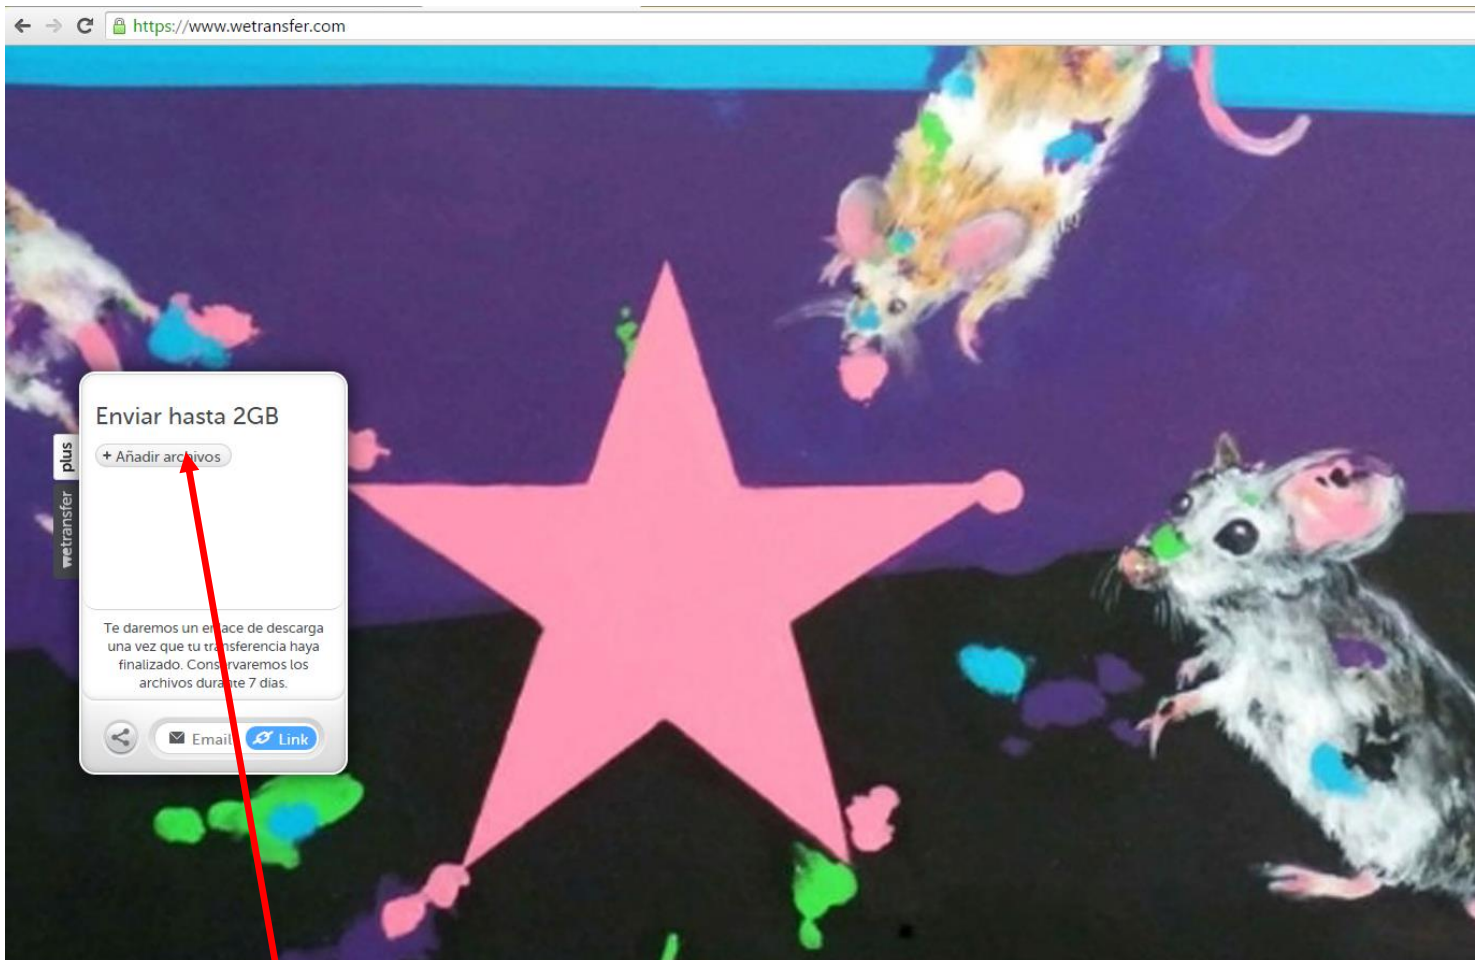 https://www.wetransfer.com
Enviar hasta 2GB
+ Añadir archivos
plus
wetransfer
Te daremos un enlace de descarga
una vez que tu transferencia haya
finalizado. Conservaremos los
archivos durante 7 días.
Email
Link